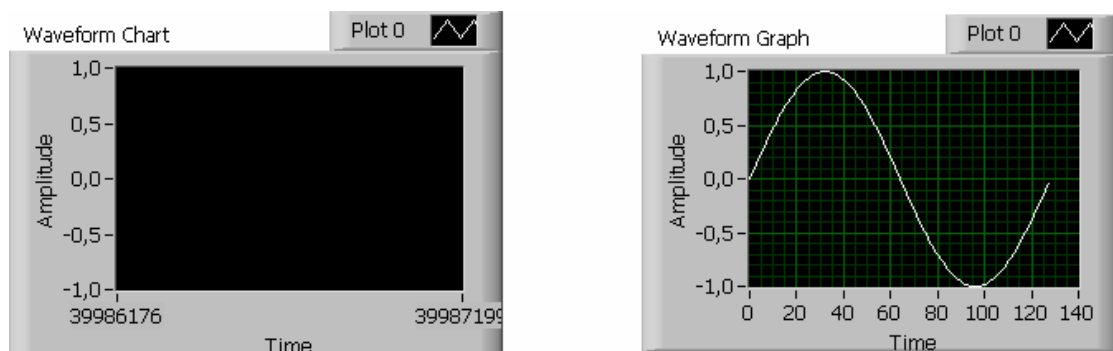 Waveform Chart
Plot 0
1,0
0,5
0,0
-0,5
-1,0
Amplitude
39986176
39987199
Time
Waveform Graph
Plot 0
1,0
0,5
0,0
-0,5
-1,0
Amplitude
0 20 40 60 80 100 120 140
Time